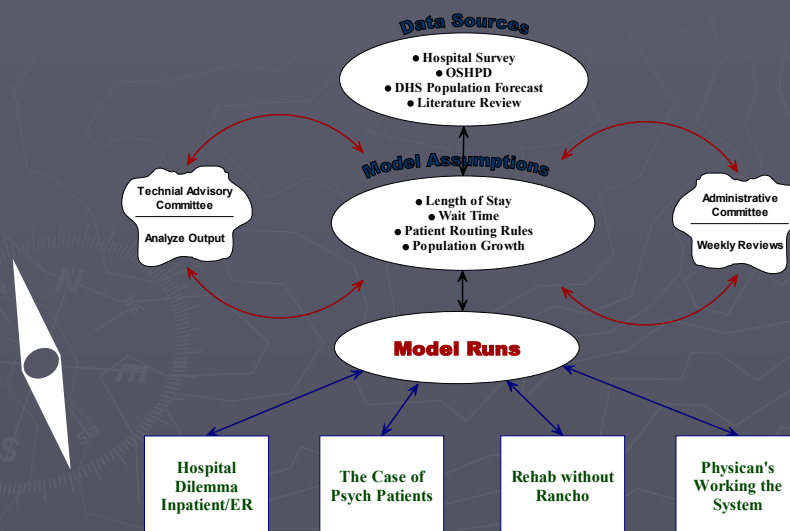 Data Sources
● Hospital Survey
● OSHPD
● DHS Population Forecast
● Literature Review
Model Assumptions
Technial Advisory
Committee
Analyze Output
● Length of Stay
● Wait Time
● Patient Routing Rules
● Population Growth
Administrative
Committee
Weekly Reviews
Model Runs
Hospital
Dilemma
Inpatient/ER
The Case of
Psych Patients
Rehab without
Rancho
Physican's
Working the
System
N
E
SE
S